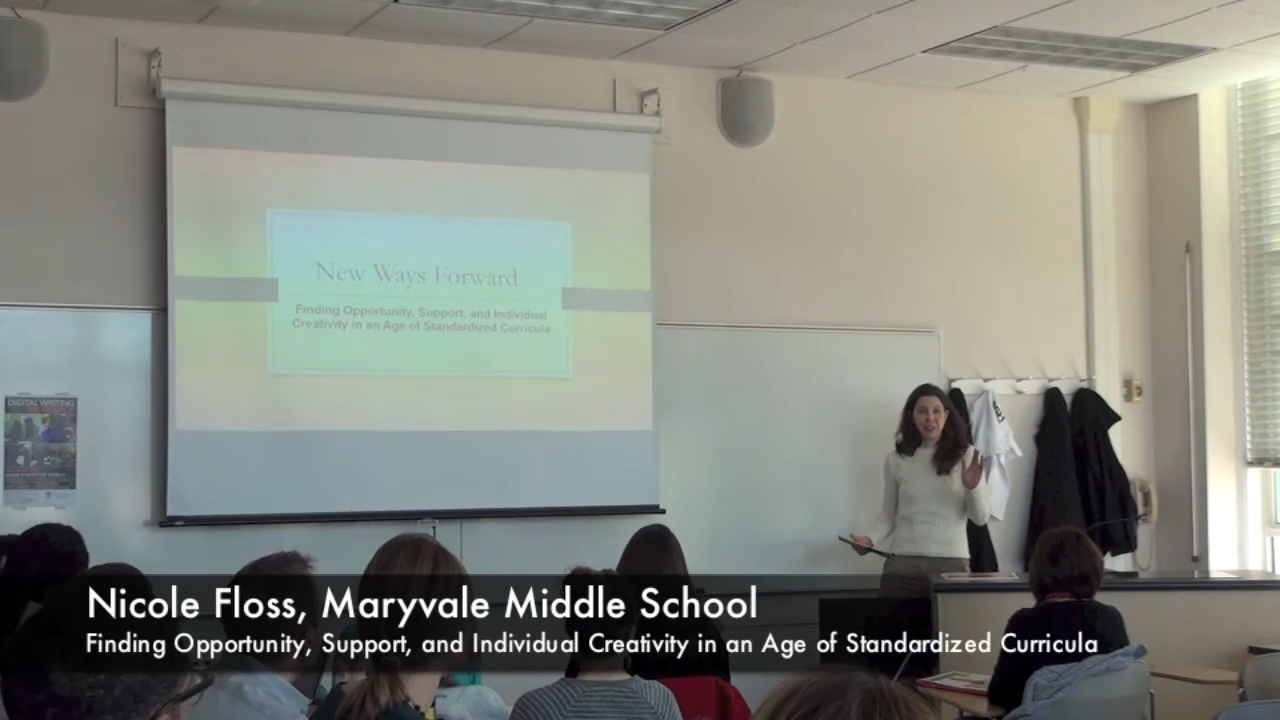 New Ways Forward
Finding Opportunity, Support, and Individual
Creativity in an Age of Standardized Curricula
DIGITAL WRITING
Nicole Floss, Maryvale Middle School
Finding Opportunity, Support, and Individual Creativity in an Age of Standardized Curricula